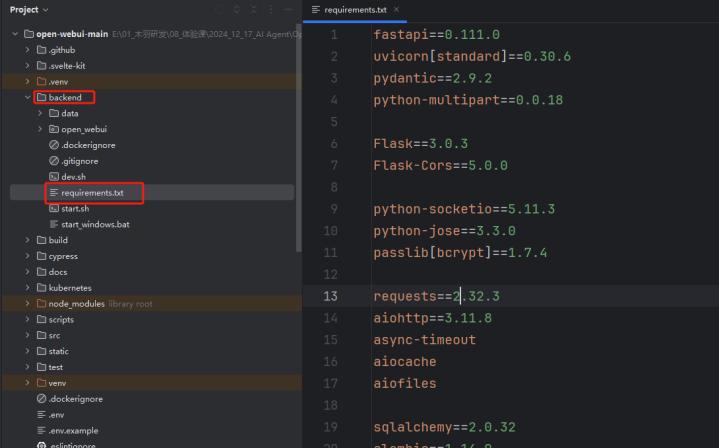 Project
requirements.txt
open-webui-main E:\01_木羽研发\08_体验课\2024_12_17_AI Agent\Op
.github
.svelte-kit
.venv
backend
data
open_webui
.dockerignore
.gitignore
dev.sh
requirements.txt
start.sh
start_windows.bat
build
cypress
docs
kubernetes
node_modules library root
scripts
src
static
test
venv
.dockerignore
.env
.env.example
.eslintignore
1 fastapi==0.111.0
2 uvicorn[standard]==0.30.6
3 pydantic==2.9.2
4 python-multipart==0.0.18
5
6 Flask==3.0.3
7 Flask-Cors==5.0.0
8
9 python-socketio==5.11.3
10 python-jose==3.3.0
11 passlib[bcrypt]==1.7.4
12
13 requests==2.32.3
14 aiohttp==3.11.8
15 async-timeout
16 aiocache
17 aiofiles
18
19 sqlalchemy==2.0.32